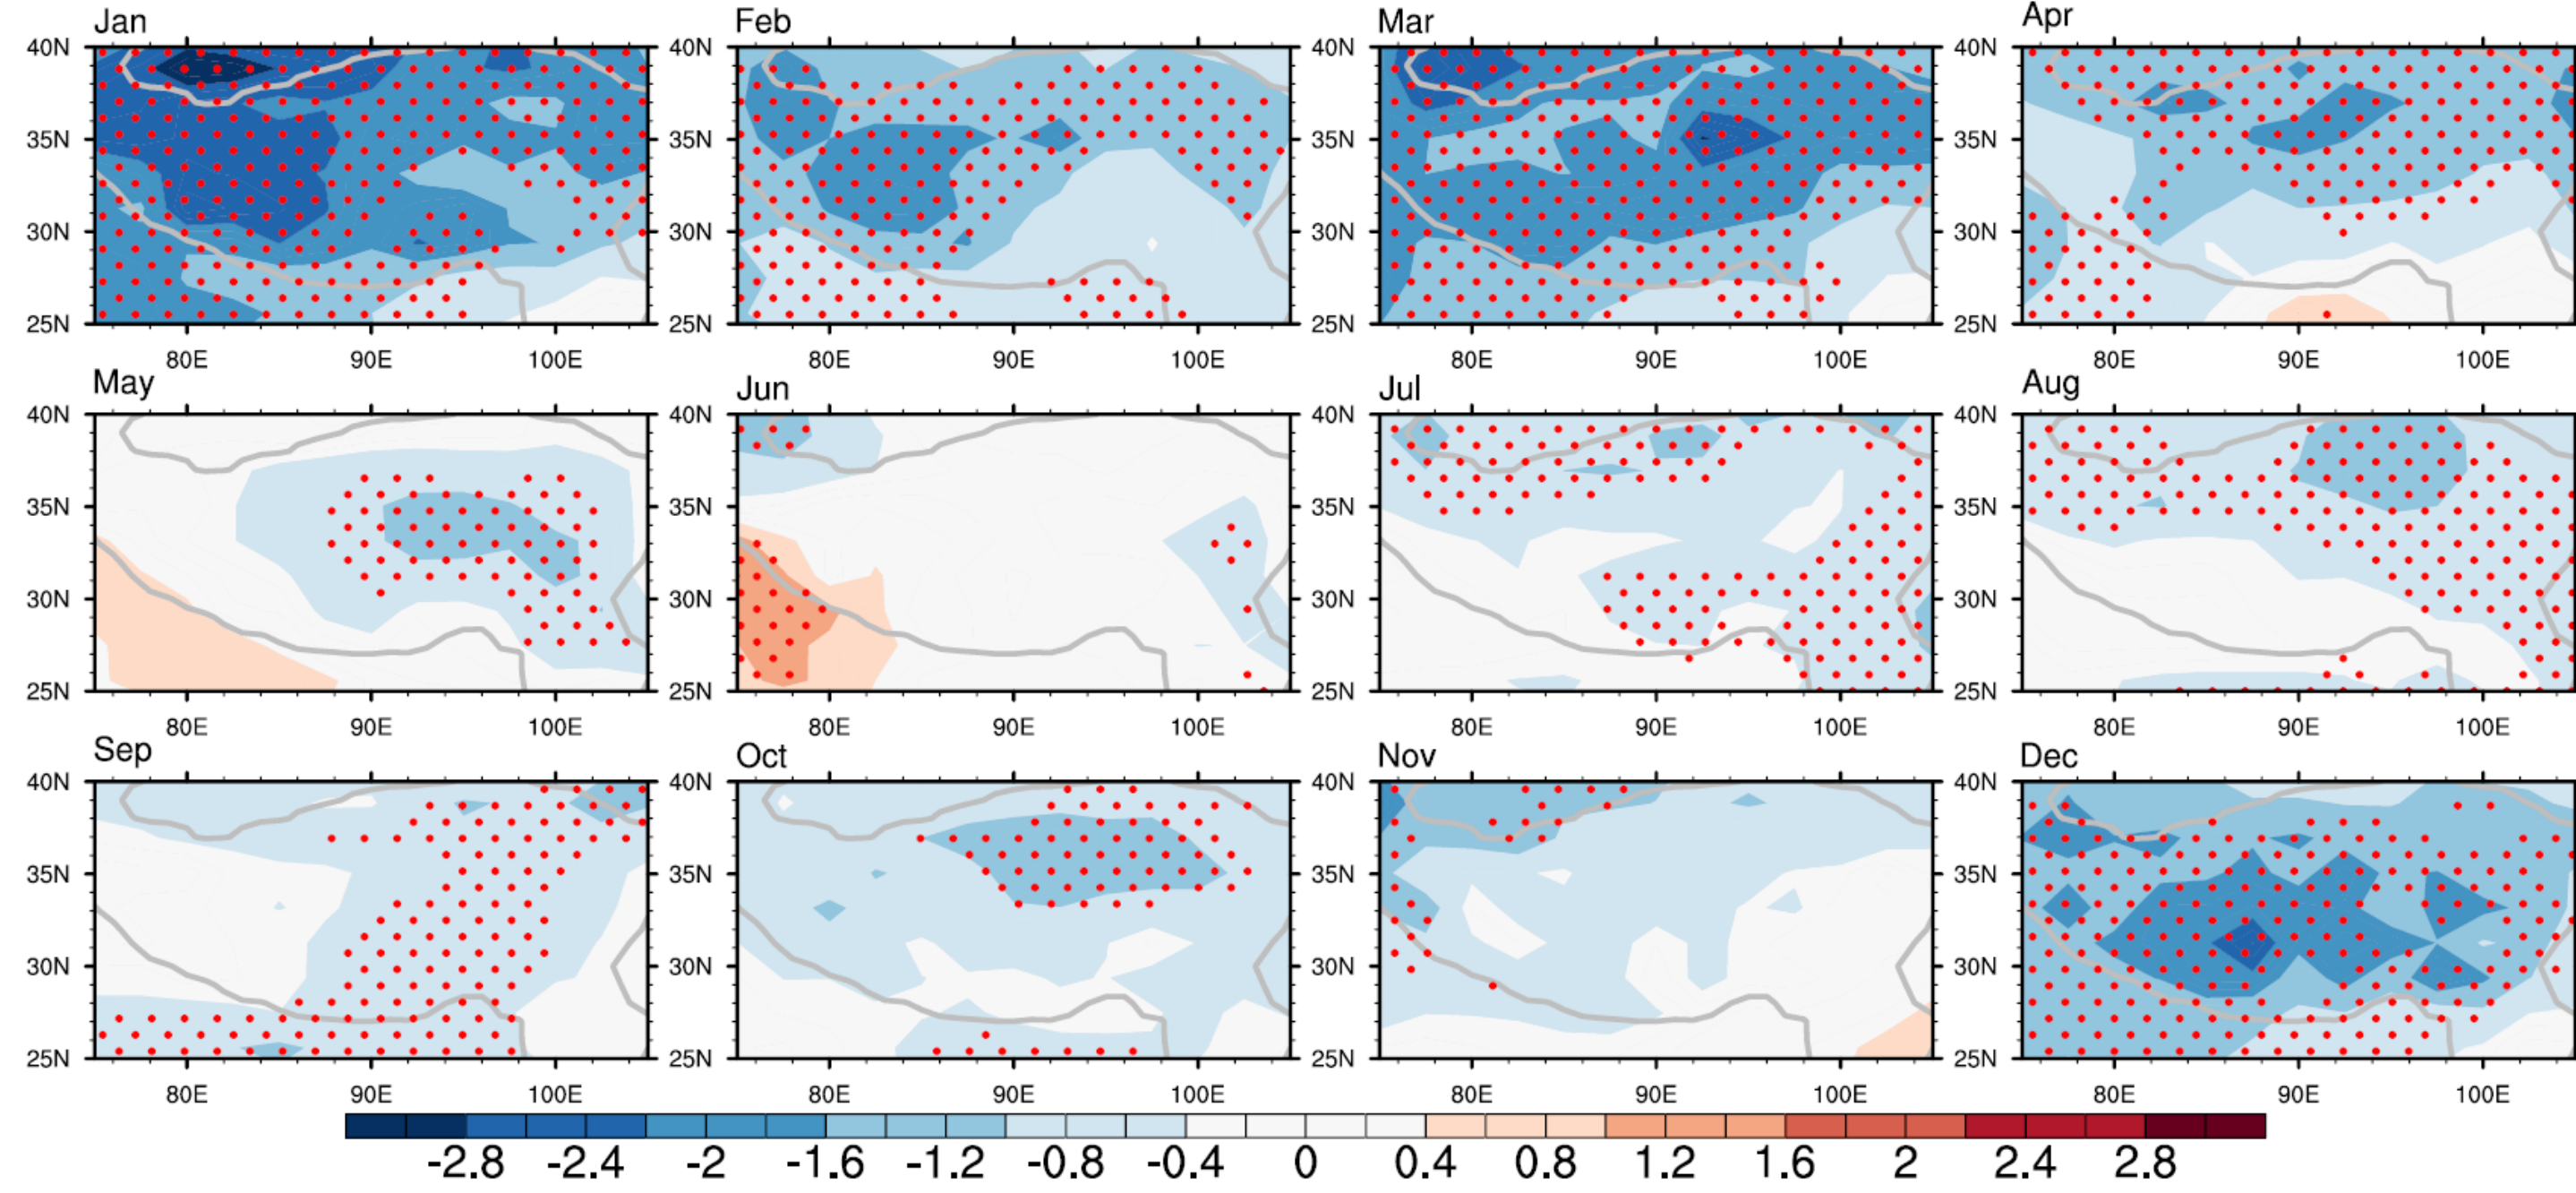 Jan Feb Mar Apr
40N 40N 40N 40N
35N 35N 35N 35N
30N 30N 30N 30N
25N 25N 25N 25N
80E 90E 100E 80E 90E 100E 80E 90E 100E 80E 90E 100E
May Jun Jul Aug
40N 40N 40N 40N
35N 35N 35N 35N
30N 30N 30N 30N
25N 25N 25N 25N
80E 90E 100E 80E 90E 100E 80E 90E 100E 80E 90E 100E
Sep Oct Nov Dec
40N 40N 40N 40N
35N 35N 35N 35N
30N 30N 30N 30N
25N 25N 25N 25N
80E 90E 100E 80E 90E 100E 80E 90E 100E 80E 90E 100E
-2.8 -2.4 -2 -1.6 -1.2 -0.8 -0.4 0 0.4 0.8 1.2 1.6 2 2.4 2.8